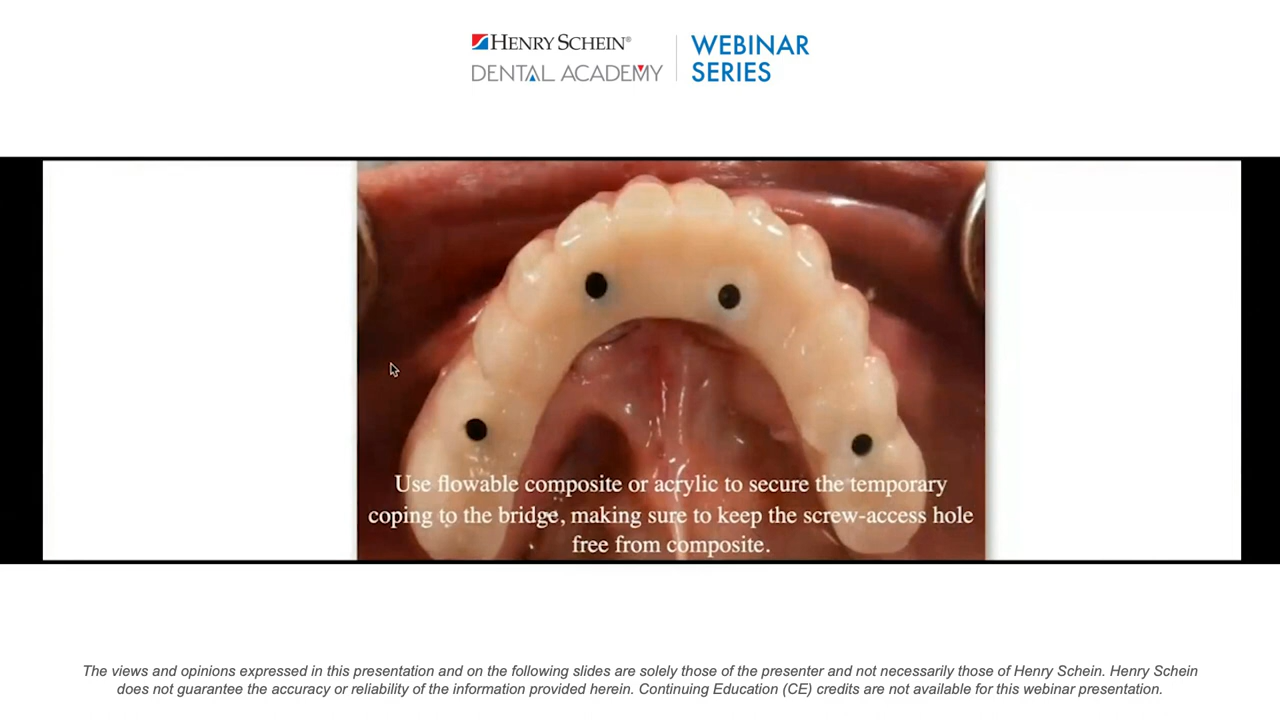 HENRY SCHEIN®
DENTAL ACADEMY
WEBINAR
SERIES
Use flowable composite or acrylic to secure the temporary
coping to the bridge, making sure to keep the screw-access hole
free from composite.
The views and opinions expressed in this presentation and on the following slides are solely those of the presenter and not necessarily those of Henry Schein. Henry Schein
does not guarantee the accuracy or reliability of the information provided herein. Continuing Education (CE) credits are not available for this webinar presentation.